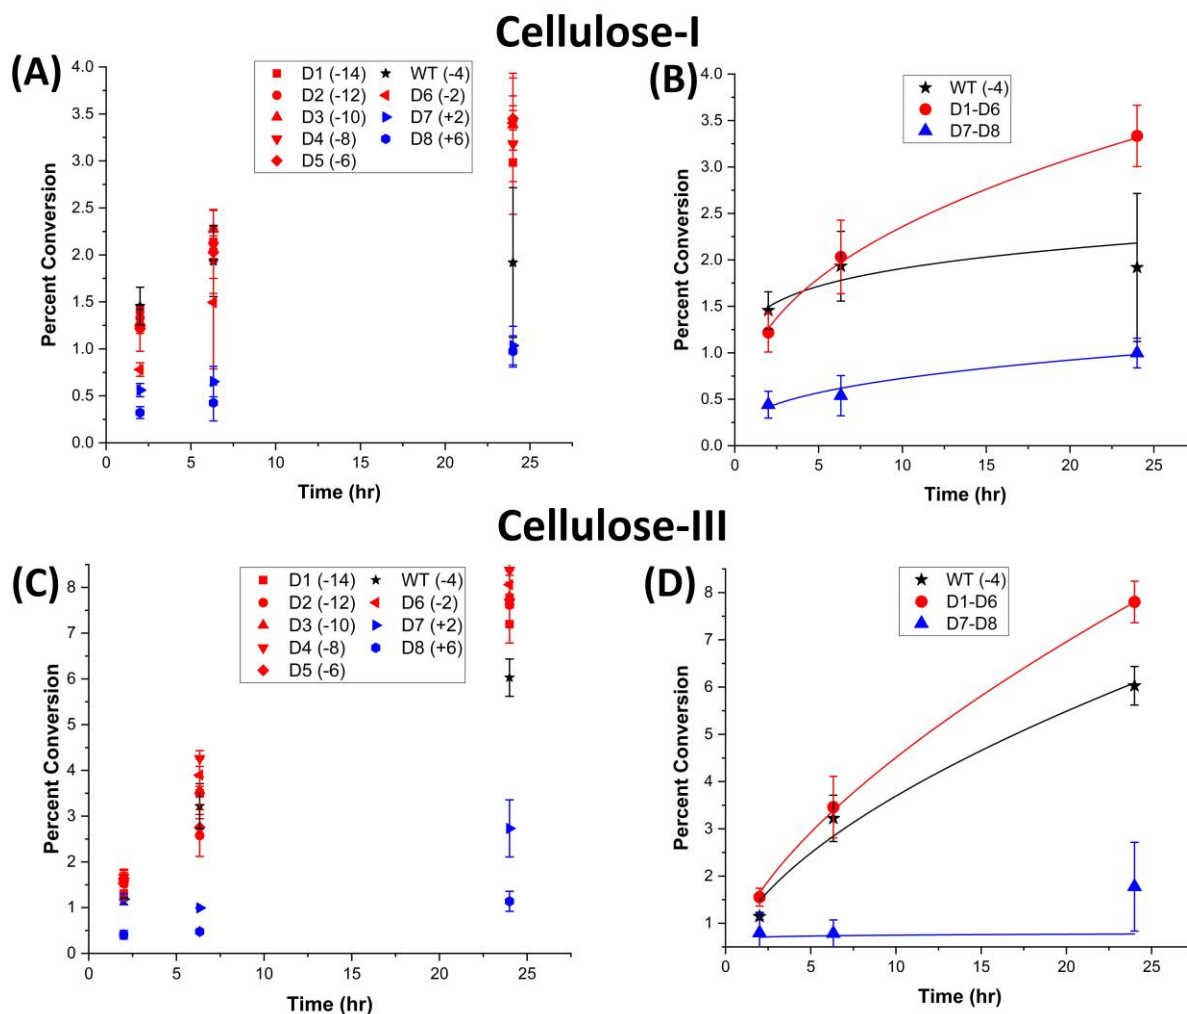 Cellulose-I
(A)
D1 (-14)
D2 (-12)
D3 (-10)
D4 (-8)
D5 (-6)
WT (-4)
D6 (-2)
D7 (+2)
D8 (+6)
4.0
3.5
3.0
2.5
2.0
1.5
1.0
0.5
0.0
Percent Conversion
0 5 10 15 20 25
Time (hr)
(B)
WT (-4)
D1-D6
D7-D8
4.0
3.5
3.0
2.5
2.0
1.5
1.0
0.5
0.0
Percent Conversion
0 5 10 15 20 25
Time (hr)
Cellulose-III
(C)
D1 (-14)
D2 (-12)
D3 (-10)
D4 (-8)
D5 (-6)
WT (-4)
D6 (-2)
D7 (+2)
D8 (+6)
8
7
6
5
4
3
2
1
0
Percent Conversion
0 5 10 15 20 25
Time (hr)
(D)
WT (-4)
D1-D6
D7-D8
8
7
6
5
4
3
2
1
Percent Conversion
0 5 10 15 20 25
Time (hr)